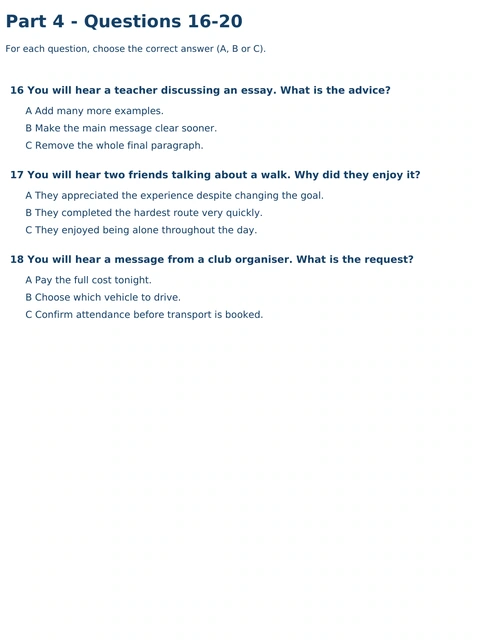 Part 4 - Questions 16-20
For each question, choose the correct answer (A, B or C).
16 You will hear a teacher discussing an essay. What is the advice?
A Add many more examples.
B Make the main message clear sooner.
C Remove the whole final paragraph.
17 You will hear two friends talking about a walk. Why did they enjoy it?
A They appreciated the experience despite changing the goal.
B They completed the hardest route very quickly.
C They enjoyed being alone throughout the day.
18 You will hear a message from a club organiser. What is the request?
A Pay the full cost tonight.
B Choose which vehicle to drive.
C Confirm attendance before transport is booked.